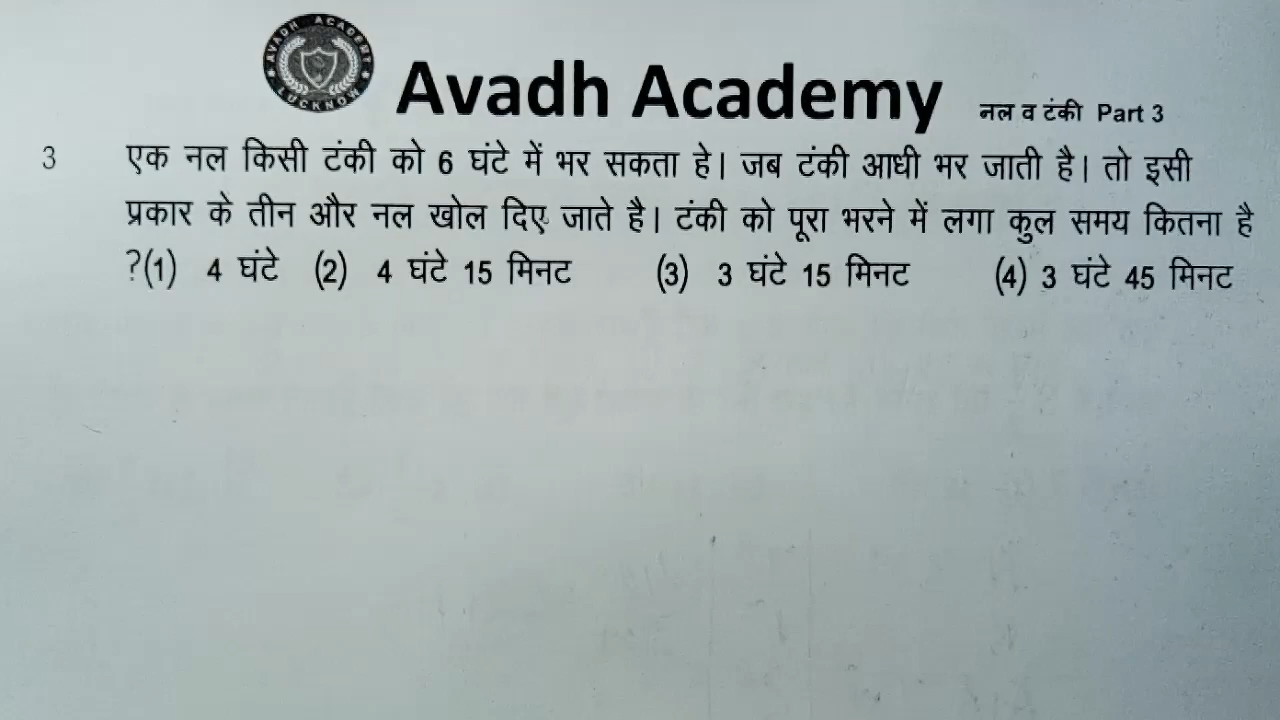 AVADH ACADEMY
LUCKNOW
Avadh Academy
नल व टंकी Part 3
3 एक नल किसी टंकी को 6 घंटे में भर सकता हे। जब टंकी आधी भर जाती है। तो इसी
प्रकार के तीन और नल खोल दिए जाते है। टंकी को पूरा भरने में लगा कुल समय कितना है
?(1) 4 घंटे (2) 4 घंटे 15 मिनट (3) 3 घंटे 15 मिनट (4) 3 घंटे 45 मिनट